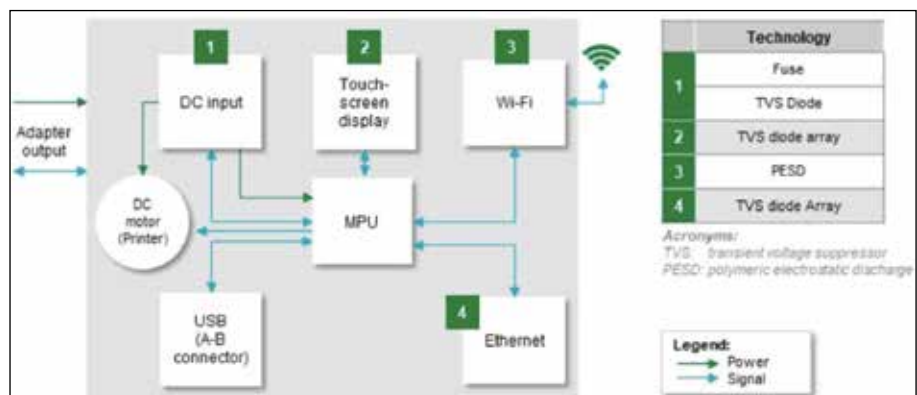 1
DC input
2
Touch-
screen
display
3
Wi-Fi
Adapter
output
DC
motor
(Printer)
MPU
USB
(A-B
connector)
4
Ethernet
Technology
1
Fuse
TVS Diode
2
TVS diode array
3
PESD
4
TVS diode Array
Acronyms:
TVS: transient voltage suppressor
PESD: polymeric electrostatic discharge
Legend:
Power
Signal